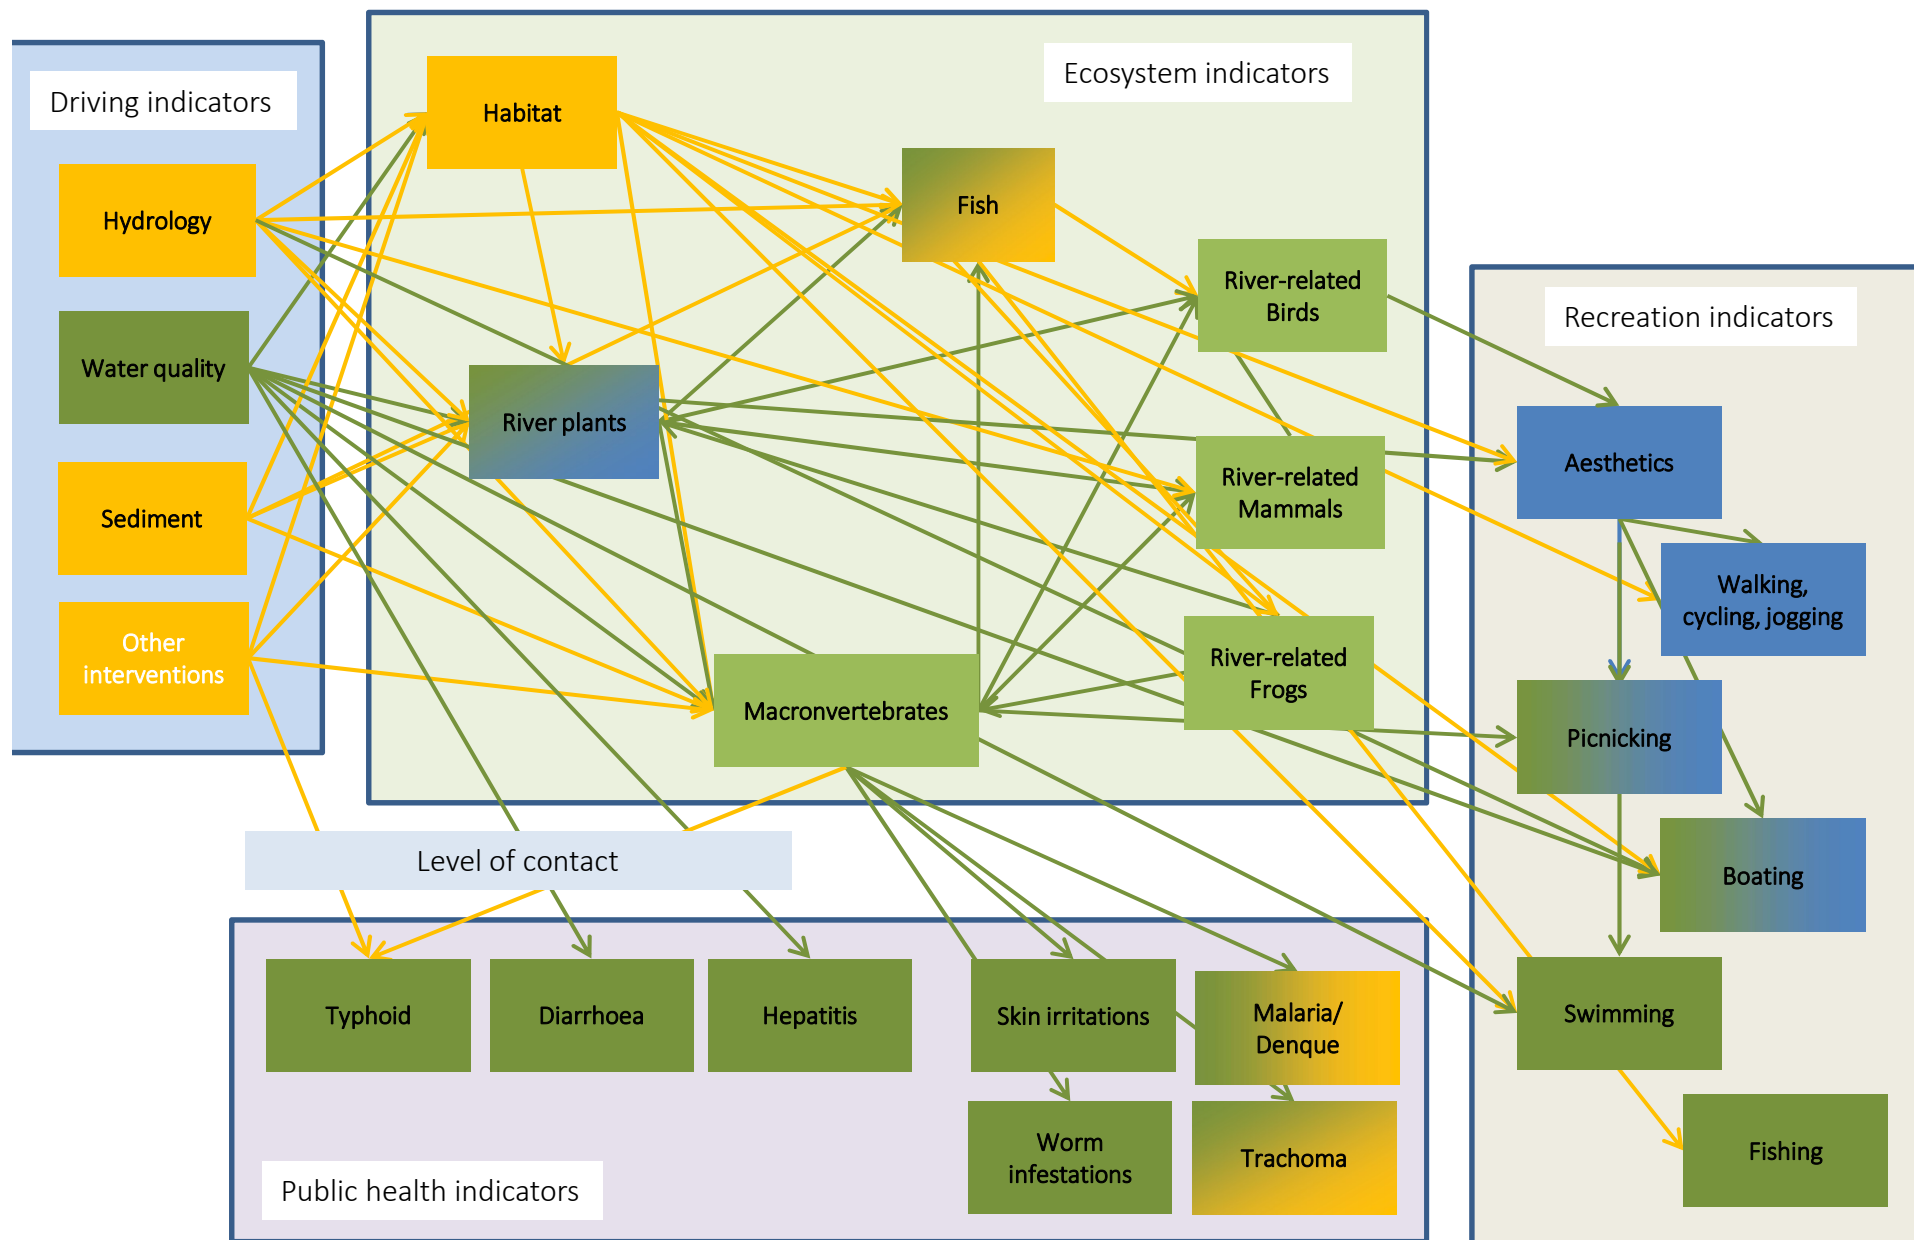 Driving indicators
Hydrology
Water quality
Sediment
Other
interventions
Ecosystem indicators
Habitat
Fish
River-related
Birds
River plants
River-related
Mammals
River-related
Frogs
Macronvertebrates
Recreation indicators
Aesthetics
Walking,
cycling, jogging
Picnicking
Boating
Swimming
Fishing
Level of contact
Typhoid
Diarrhoea
Hepatitis
Skin irritations
Malaria/
Denque
Worm
infestations
Trachoma
Public health indicators